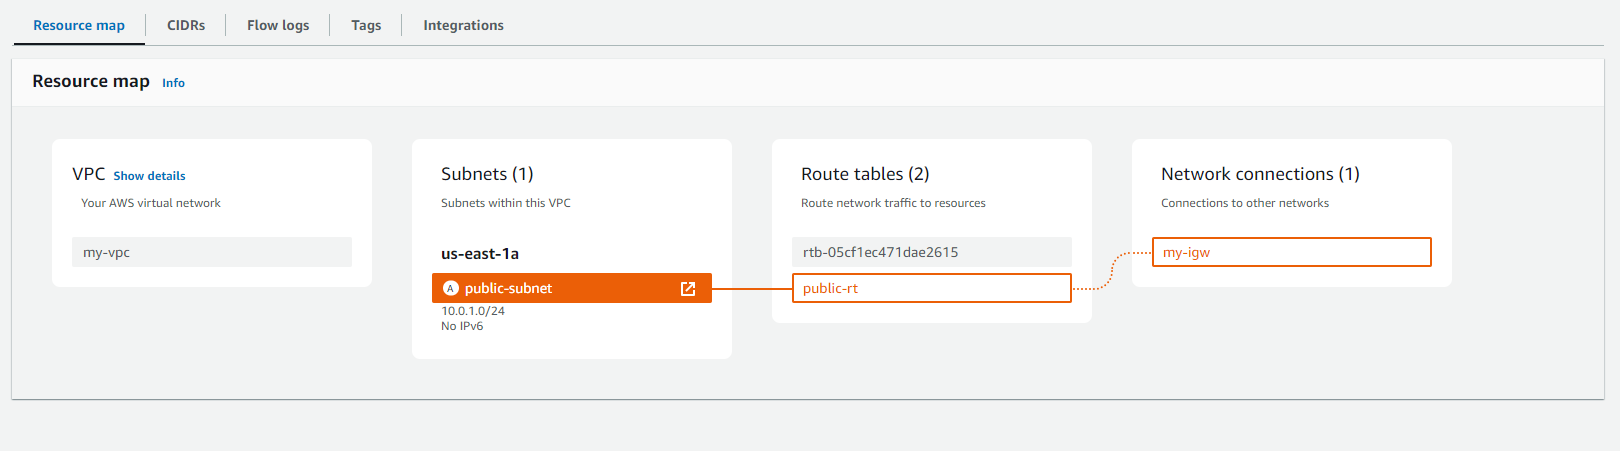 Resource map
CIDRs
Flow logs
Tags
Integrations
Resource map Info
VPC Show details
Your AWS virtual network
my-vpc
Subnets (1)
Subnets within this VPC
us-east-1a
A public-subnet
10.0.1.0/24
No IPv6
Route tables (2)
Route network traffic to resources
rtb-05cf1ec471dae2615
public-rt
Network connections (1)
Connections to other networks
my-igw